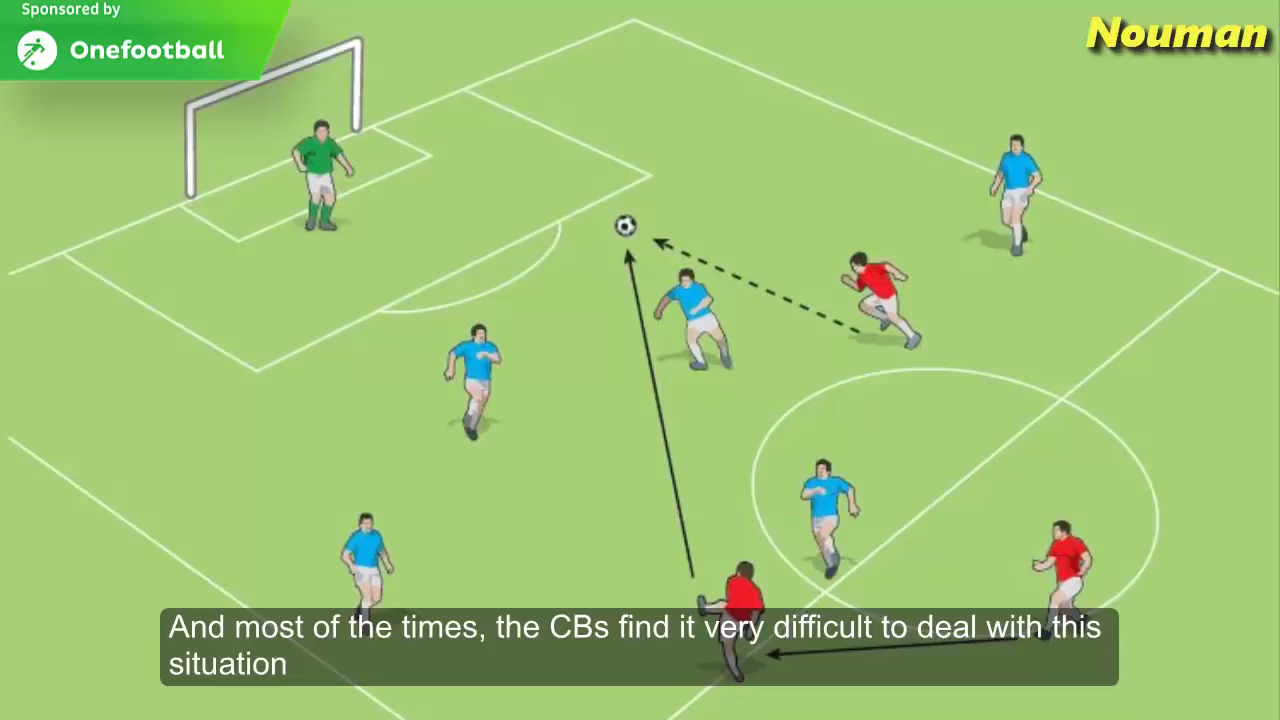 Sponsored by
Onefootball
Nouman
And most of the times, the CBs find it very difficult to deal with this
situation